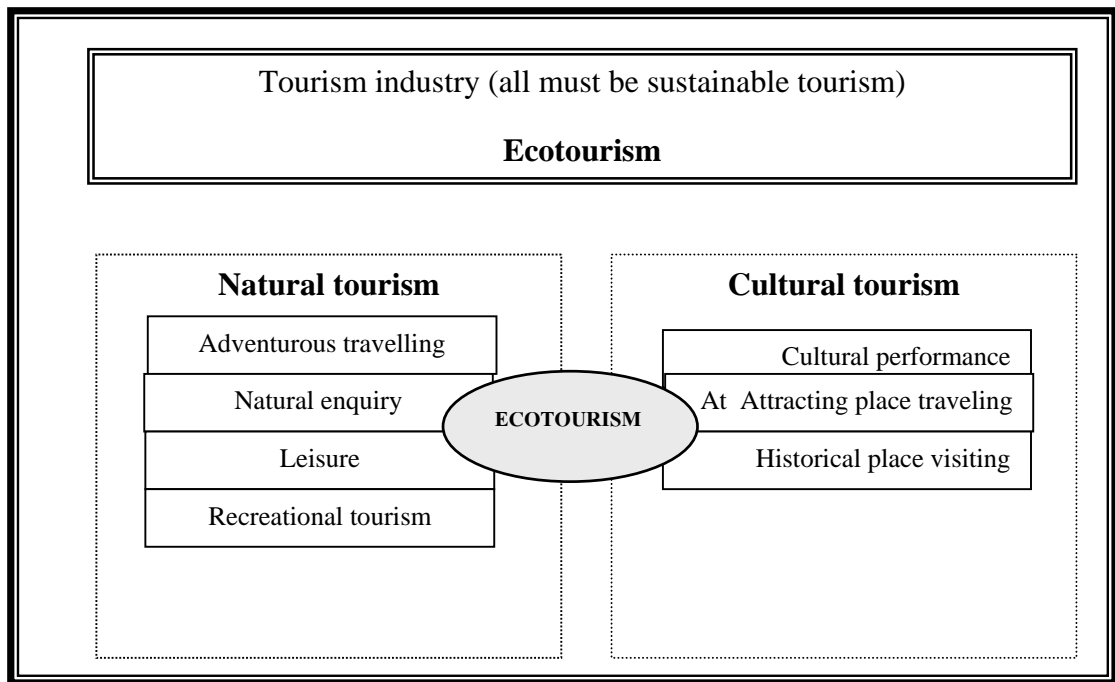 Tourism industry (all must be sustainable tourism)
Ecotourism
Natural tourism
Adventurous travelling
Natural enquiry
Leisure
Recreational tourism
ECOTOURISM
Cultural tourism
Cultural performance
At Attracting place traveling
Historical place visiting